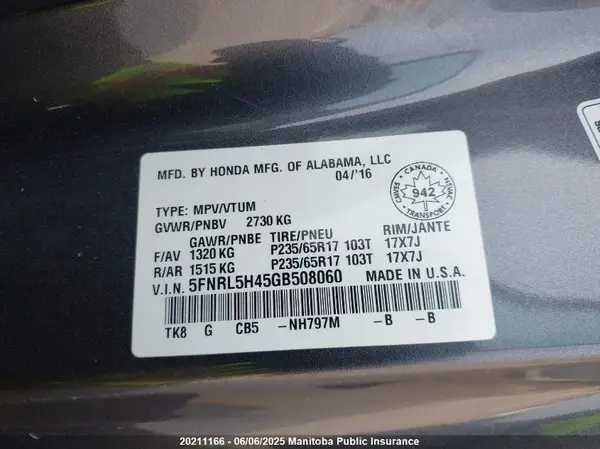 MFD. BY HONDA MFG. OF ALABAMA, LLC
04/'16
CANADA
942
TRANSPORT
TYPE: MPV/VTUM
GVWR/PNBV 2730 KG
GAWR/PNBE TIRE/PNEU RIM/JANTE
F/AV 1320 KG P235/65R17 103T 17X7J
R/AR 1515 KG P235/65R17 103T 17X7J
V.I.N. 5FNRL5H45GB508060 MADE IN U.S.A.
TK8 G CB5 -NH797M -B -B
20211166 - 06/06/2025 Manitoba Public Insurance